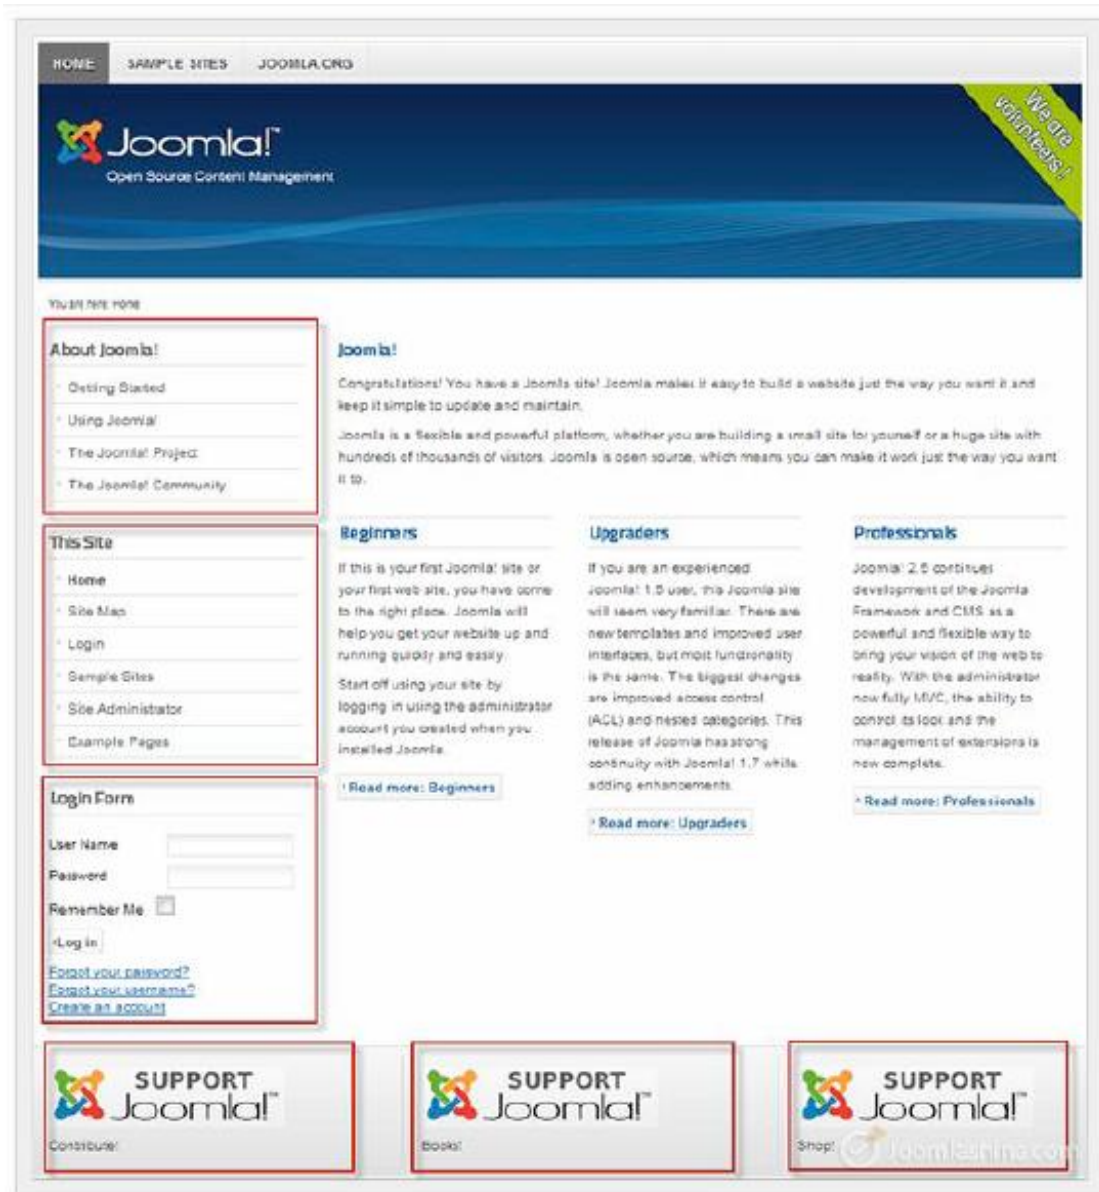 HOME SAMPLE SITES JOOMLA.ORG
We are
volunteers!
Joomla!™
Open Source Content Management
You are here: Home
About Joomla!
Getting Started
Using Joomla!
The Joomla! Project
The Joomla! Community
This Site
Home
Site Map
Login
Sample Sites
Site Administrator
Example Pages
Login Form
User Name
Password
Remember Me
Log in
Forgot your password?
Forgot your username?
Create an account
Joomla!
Congratulations! You have a Joomla site! Joomla makes it easy to build a website just the way you want it and
keep it simple to update and maintain.
Joomla is a flexible and powerful platform, whether you are building a small site for yourself or a huge site with
hundreds of thousands of visitors. Joomla is open source, which means you can make it work just the way you want
it to.
Beginners
If this is your first Joomla! site or
your first web site, you have come
to the right place. Joomla will
help you get your website up and
running quickly and easily.
Start off using your site by
logging in using the administrator
account you created when you
installed Joomla.
Read more: Beginners
Upgraders
If you are an experienced
Joomla! 1.5 user, this Joomla site
will seem very familiar. There are
new templates and improved user
interfaces, but most functionality
is the same. The biggest changes
are improved access control
(ACL) and nested categories. This
release of Joomla has strong
continuity with Joomla! 1.7 while
adding enhancements.
Read more: Upgraders
Professionals
Joomla! 2.5 continues
development of the Joomla
Framework and CMS as a
powerful and flexible way to
bring your vision of the web to
reality. With the administrator
now fully MVC, the ability to
control its look and the
management of extensions is
now complete.
Read more: Professionals
SUPPORT
Joomla!™
Contribute!
SUPPORT
Joomla!™
Books!
SUPPORT
Joomla!™
Shop!
Joomlashine.com